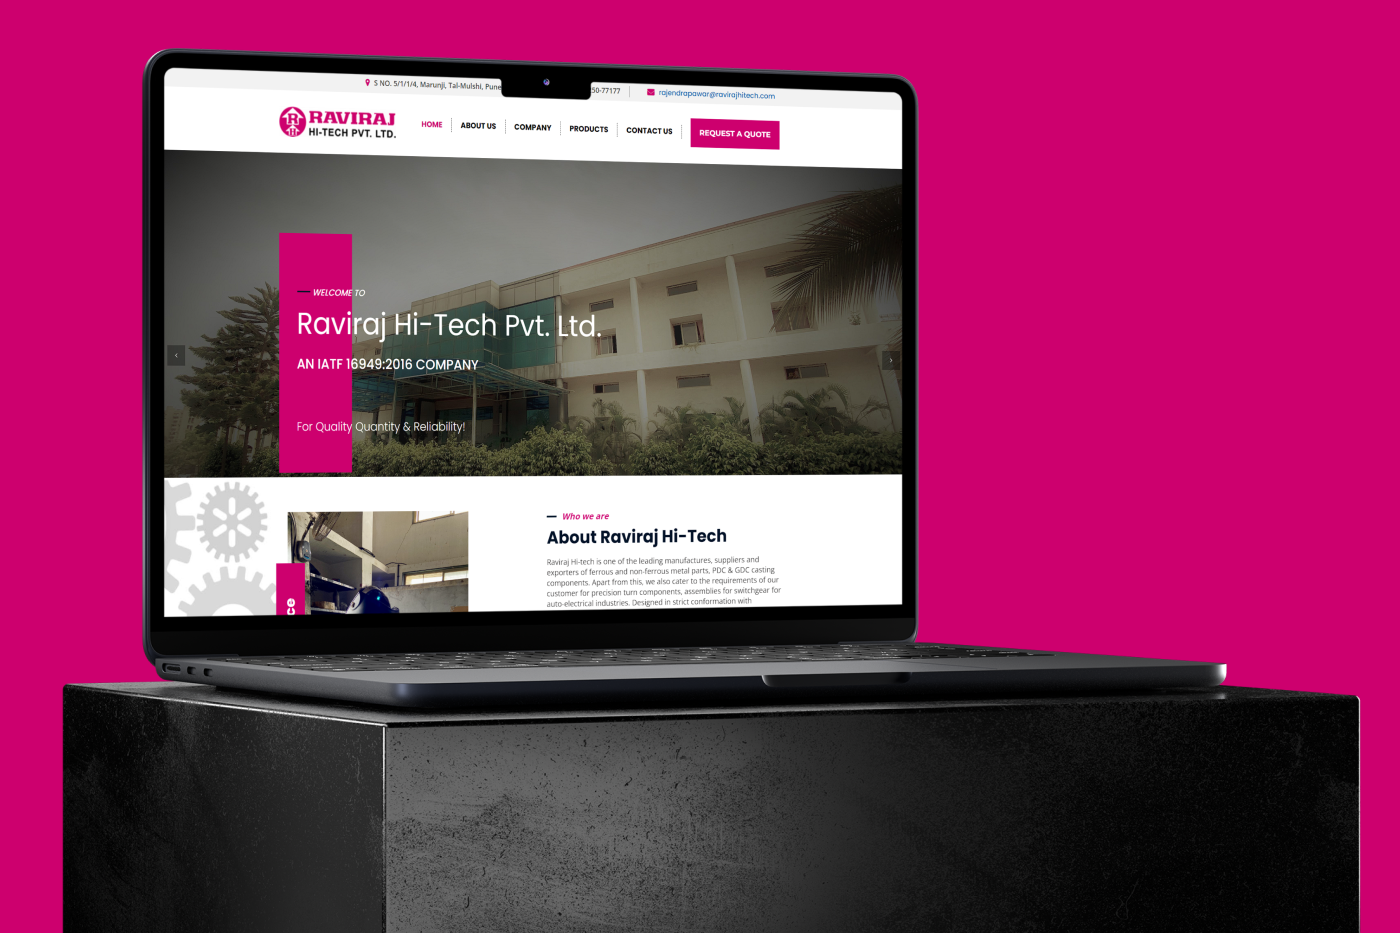 S NO. 5/1/1/4, Marunji, Tal-Mulshi, Pune
50-77177
rajendrapawar@ravirajhitech.com
RAVIRAJ
HI-TECH PVT. LTD.
HOME
ABOUT US
COMPANY
PRODUCTS
CONTACT US
REQUEST A QUOTE
WELCOME TO
Raviraj Hi-Tech Pvt. Ltd.
AN IATF 16949:2016 COMPANY
For Quality Quantity & Reliability!
Who we are
About Raviraj Hi-Tech
Raviraj Hi-tech is one of the leading manufactures, suppliers and
exporters of ferrous and non-ferrous metal parts, PDC & GDC casting
components. Apart from this, we also cater to the requirements of our
customer for precision turn components, assemblies for switchgear for
auto-electrical industries. Designed in strict conformation with
ce